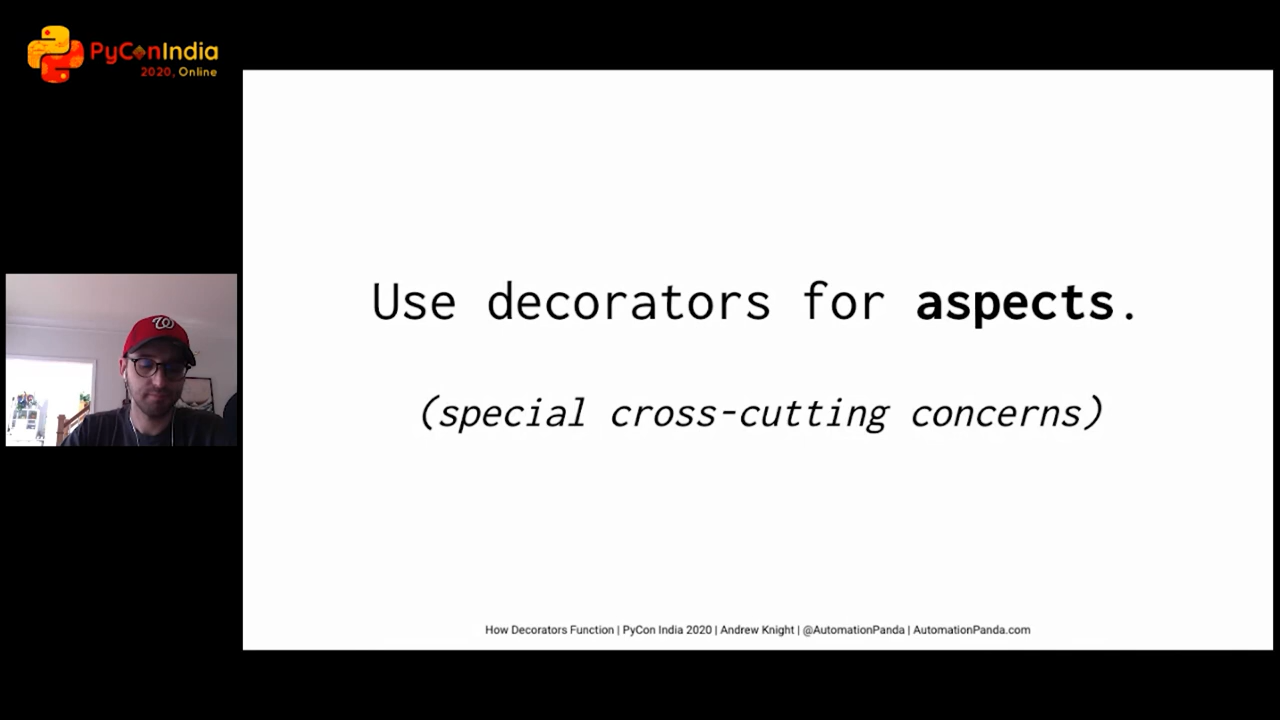 PyConIndia
2020, Online
Use decorators for aspects.
(special cross-cutting concerns)
How Decorators Function | PyCon India 2020 | Andrew Knight | @AutomationPanda | AutomationPanda.com
W